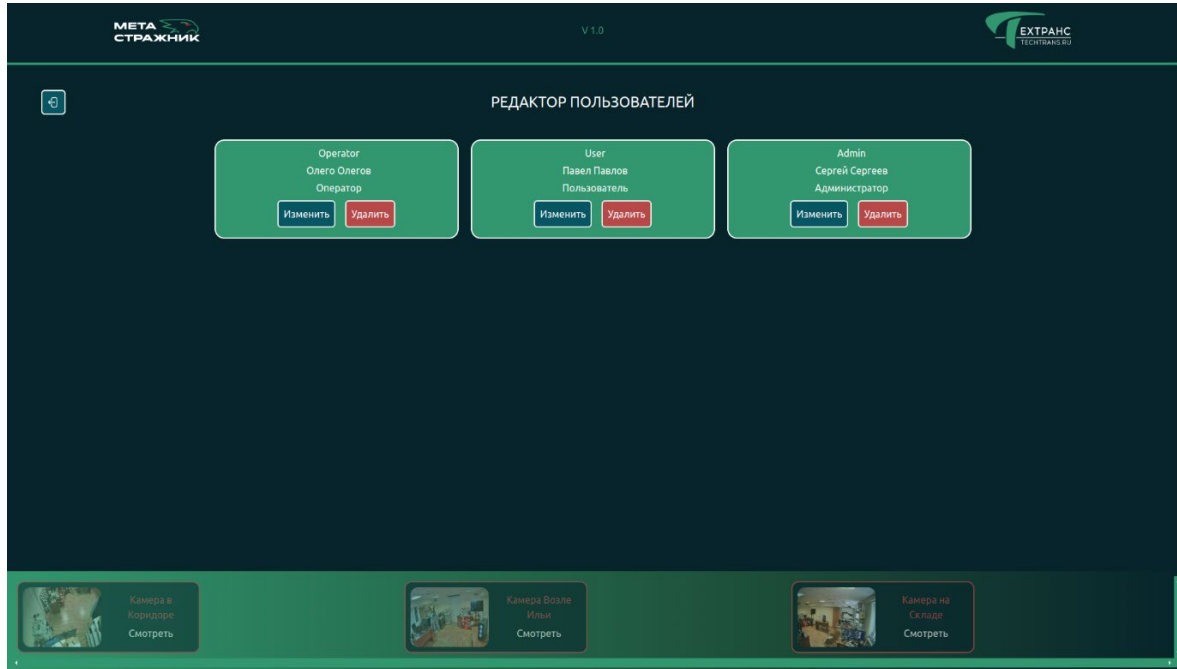 МЕТА
СТРАЖНИК
V 1.0
ТЕХТРАНС
TECHTRANS.RU
РЕДАКТОР ПОЛЬЗОВАТЕЛЕЙ
Operator
Олего Олегов
Оператор
Изменить Удалить
User
Павел Павлов
Пользователь
Изменить Удалить
Admin
Сергей Сергеев
Администратор
Изменить Удалить
Камера в
Коридоре
Смотреть
Камера Возле
Ильи
Смотреть
Камера на
Складе
Смотреть